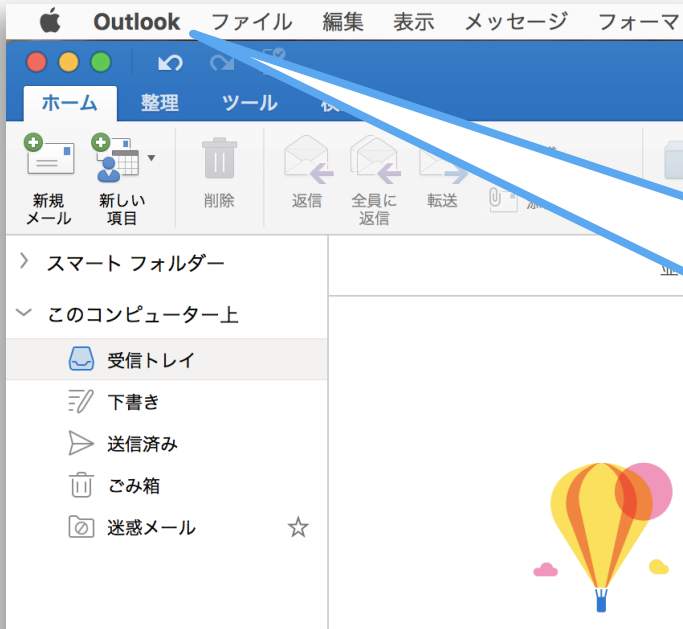 Outlook ファイル 編集 表示 メッセージ フォーマ
ホーム 整理 ツール
新規
メール
新しい
項目
削除
返信
全員に
返信
転送
スマート フォルダー
このコンピューター上
受信トレイ
下書き
送信済み
ごみ箱
迷惑メール